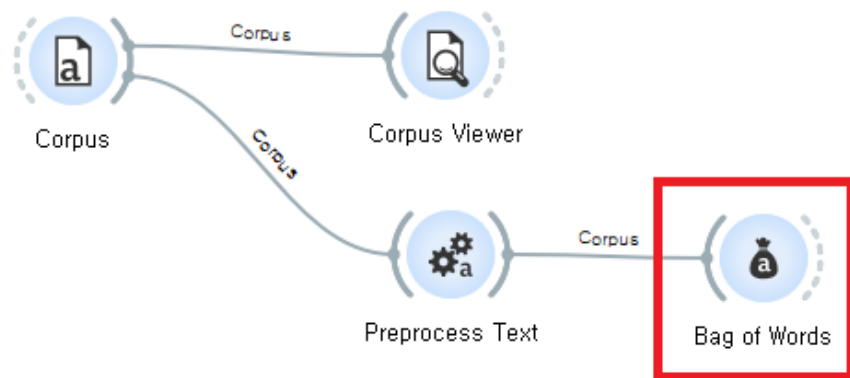 Corpus
Corpus
Corpus Viewer
Corpus
Preprocess Text
Corpus
Bag of Words
a
a
a